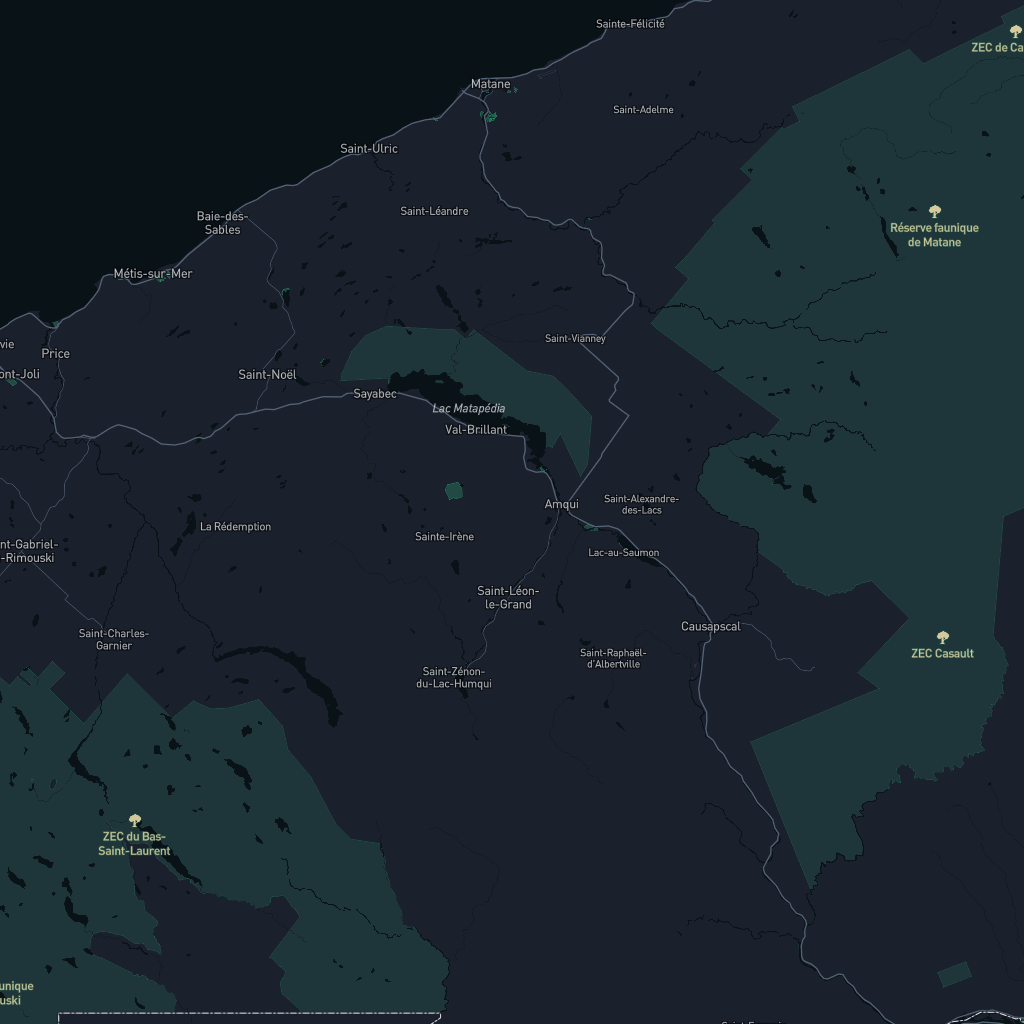 Sainte-Félicité
ZEC de Ca
Matane
Saint-Adelme
Saint-Ulric
Saint-Léandre
Baie-des-
Sables
Réserve faunique
de Matane
Métis-sur-Mer
Saint-Vianney
vie
Price
ont-Joli
Saint-Noël
Sayabec
Lac Matapédia
Val-Brillant
Amqui
Saint-Alexandre-
des-Lacs
La Rédemption
Sainte-Irène
nt-Gabriel-
-Rimouski
Lac-au-Saumon
Saint-Léon-
le-Grand
Causapscal
Saint-Charles-
Garnier
Saint-Raphaël-
d'Albertville
ZEC Casault
Saint-Zénon-
du-Lac-Humqui
ZEC du Bas-
Saint-Laurent
unique
uski